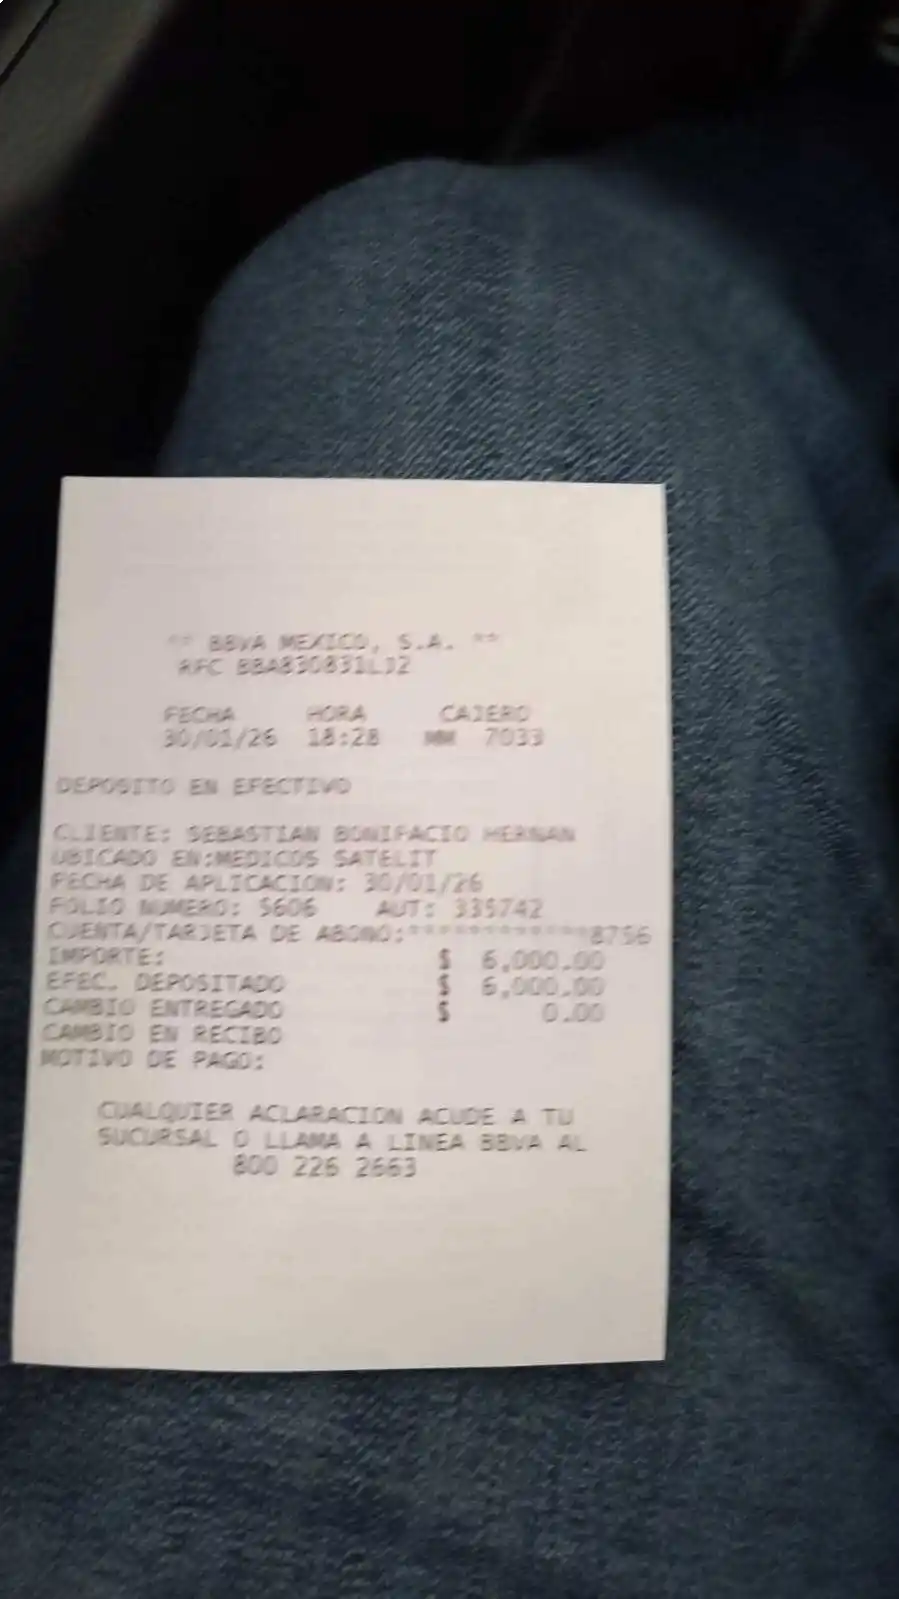 ** BBVA MEXICO, S.A. **
RFC BBA830831LJ2
FECHA HORA CAJERO
30/01/26 18:28 MM 7033
DEPOSITO EN EFECTIVO
CLIENTE: SEBASTIAN BONIFACIO HERNAN
UBICADO EN:MEDICOS SATELIT
FECHA DE APLICACION: 30/01/26
FOLIO NUMERO: 5606 AUT: 335742
CUENTA/TARJETA DE ABONO:************8756
IMPORTE: $ 6,000.00
EFEC. DEPOSITADO $ 6,000.00
CAMBIO ENTREGADO $ 0.00
CAMBIO EN RECIBO
MOTIVO DE PAGO:
CUALQUIER ACLARACION ACUDE A TU
SUCURSAL O LLAMA A LINEA BBVA AL
800 226 2663